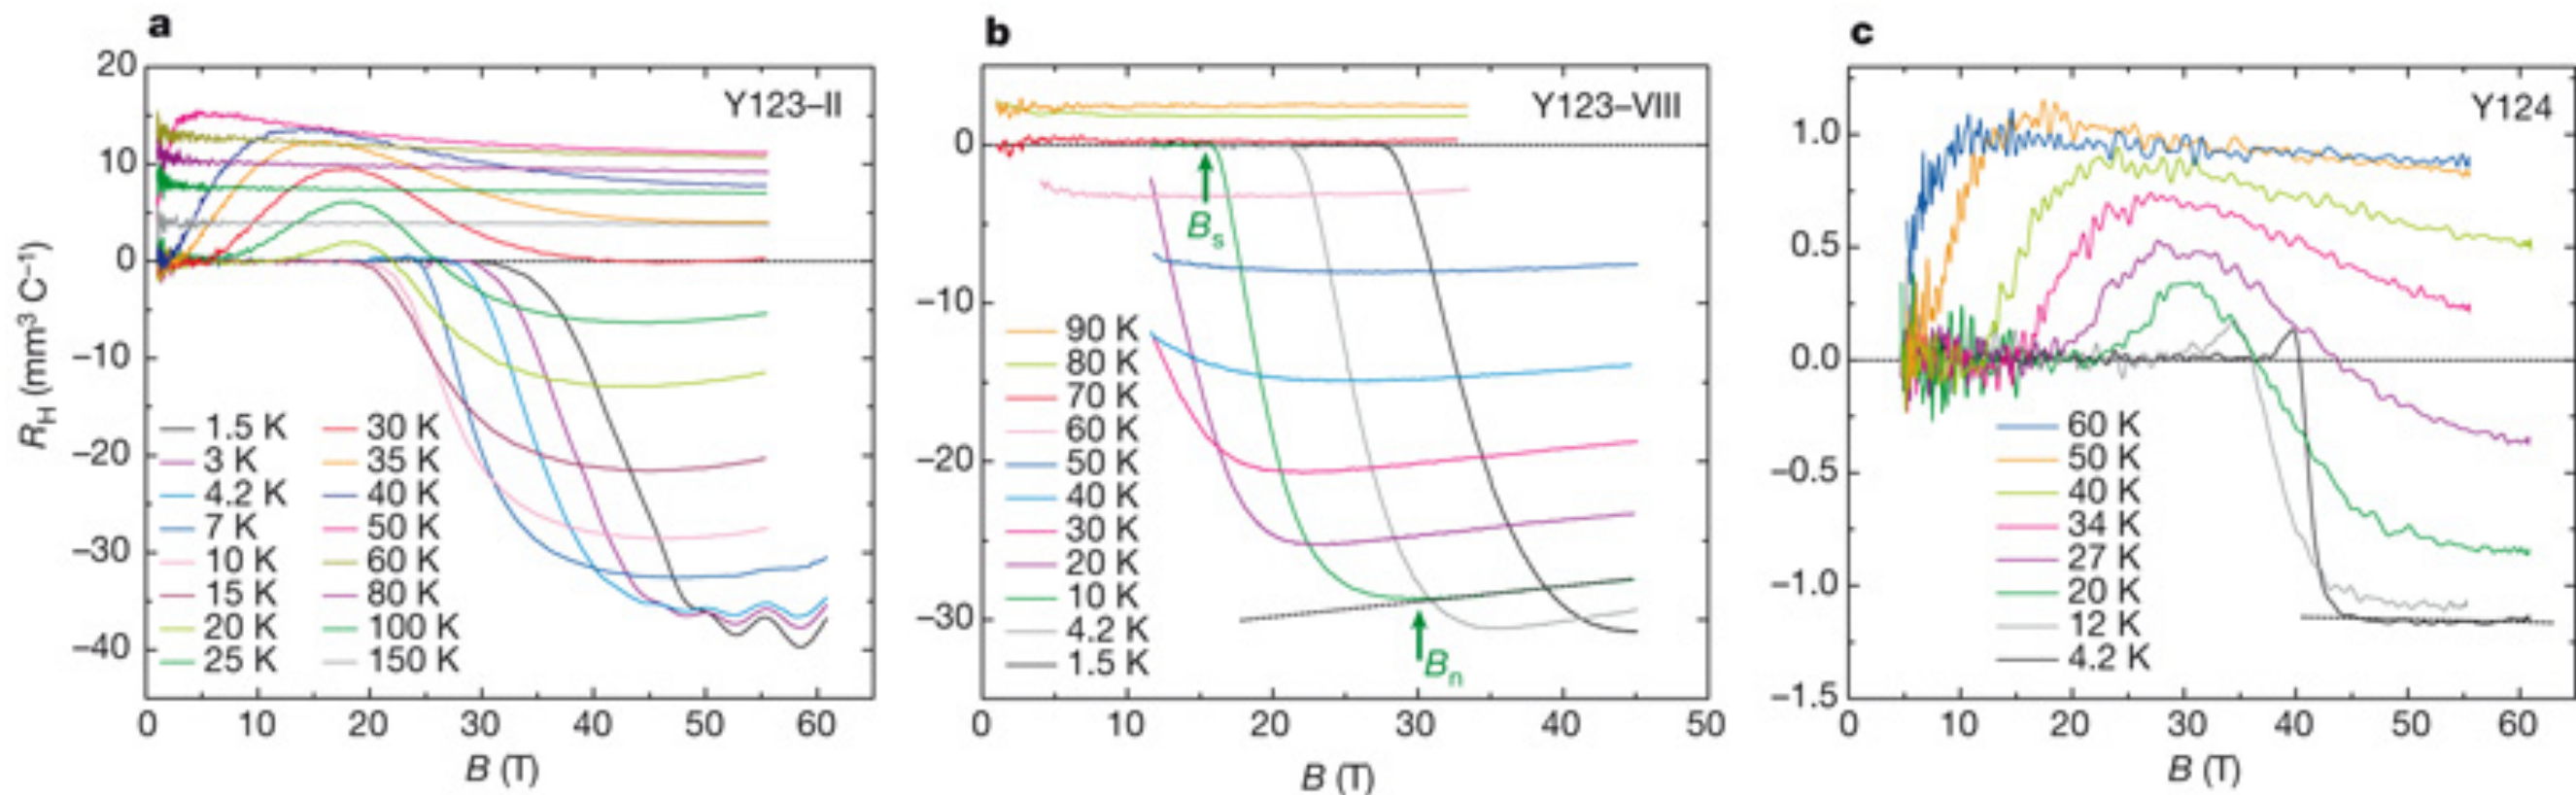 a
Y123–II
20
10
0
–10
–20
–30
–40
R_H (mm³ C⁻¹)
1.5 K
3 K
4.2 K
7 K
10 K
15 K
20 K
25 K
30 K
35 K
40 K
50 K
60 K
80 K
100 K
150 K
0 10 20 30 40 50 60
B (T)
b
Y123–VIII
0
–10
–20
–30
B_s
B_n
90 K
80 K
70 K
60 K
50 K
40 K
30 K
20 K
10 K
4.2 K
1.5 K
0 10 20 30 40 50
B (T)
c
Y124
1.0
0.5
0.0
–0.5
–1.0
–1.5
60 K
50 K
40 K
34 K
27 K
20 K
12 K
4.2 K
0 10 20 30 40 50 60
B (T)